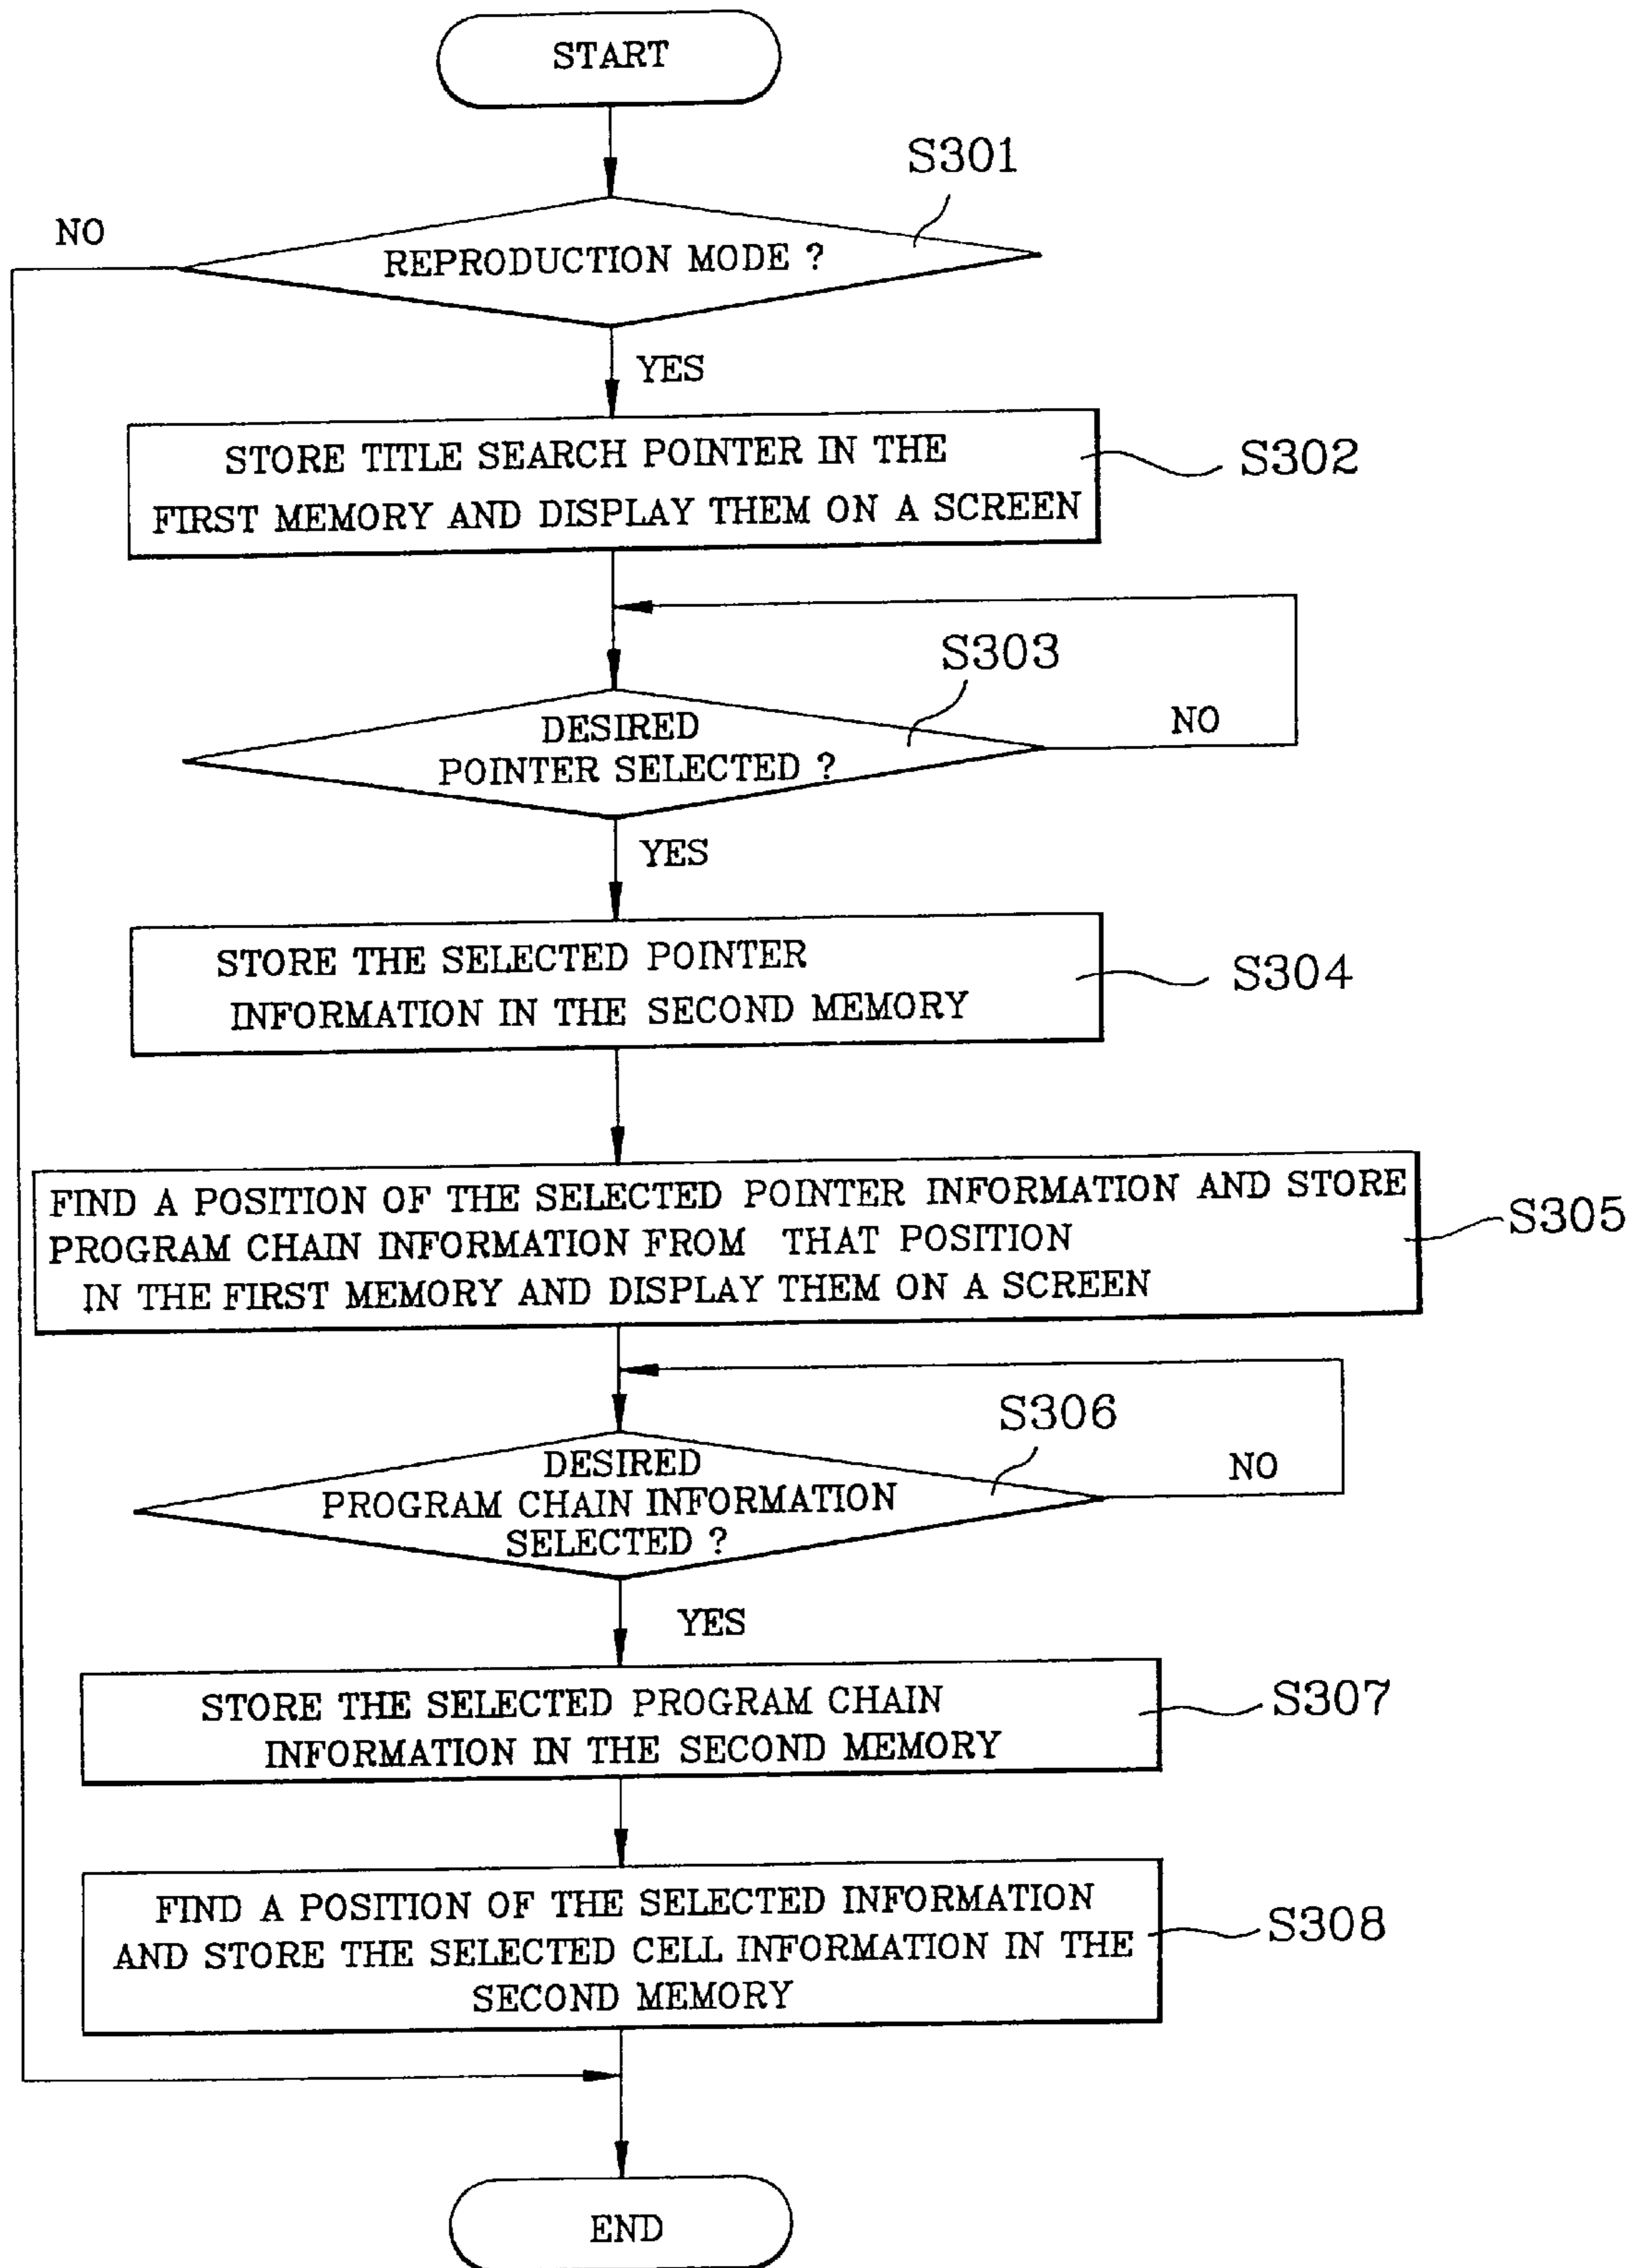 START
S301
NO
REPRODUCTION MODE ?
YES
STORE TITLE SEARCH POINTER IN THE
FIRST MEMORY AND DISPLAY THEM ON A SCREEN
S302
S303
DESIRED
POINTER SELECTED ?
NO
YES
STORE THE SELECTED POINTER
INFORMATION IN THE SECOND MEMORY
S304
FIND A POSITION OF THE SELECTED POINTER INFORMATION AND STORE
PROGRAM CHAIN INFORMATION FROM THAT POSITION
IN THE FIRST MEMORY AND DISPLAY THEM ON A SCREEN
S305
S306
DESIRED
PROGRAM CHAIN INFORMATION
SELECTED ?
NO
YES
STORE THE SELECTED PROGRAM CHAIN
INFORMATION IN THE SECOND MEMORY
S307
FIND A POSITION OF THE SELECTED INFORMATION
AND STORE THE SELECTED CELL INFORMATION IN THE
SECOND MEMORY
S308
END